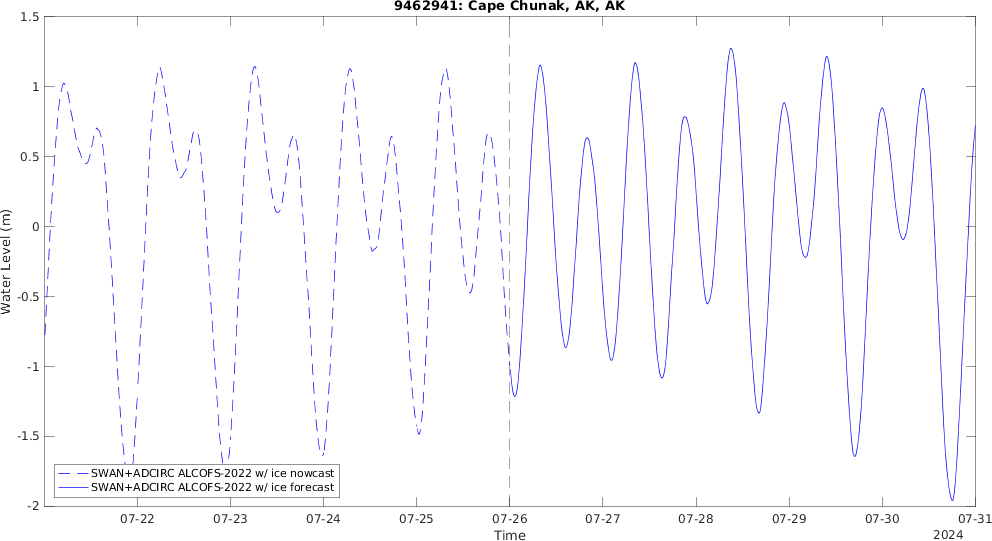 9462941: Cape Chunak, AK, AK
1.5
1
0.5
0
-0.5
-1
-1.5
-2
Water Level (m)
SWAN+ADCIRC ALCOFS-2022 w/ ice nowcast
SWAN+ADCIRC ALCOFS-2022 w/ ice forecast
07-22 07-23 07-24 07-25 07-26 07-27 07-28 07-29 07-30 07-31
Time
2024